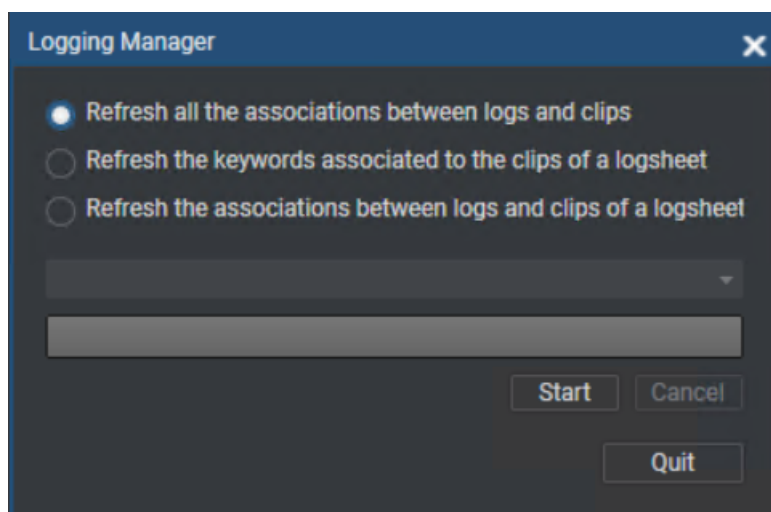 Logging Manager
Refresh all the associations between logs and clips
Refresh the keywords associated to the clips of a logsheet
Refresh the associations between logs and clips of a logsheet
Start Cancel
Quit